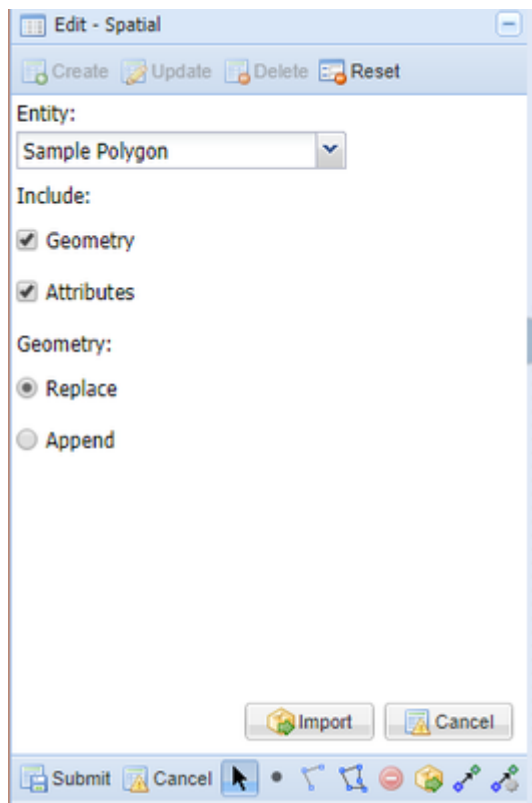 Edit - Spatial
Create Update Delete Reset
Entity:
Sample Polygon
Include:
Geometry
Attributes
Geometry:
Replace
Append
Import Cancel
Submit Cancel